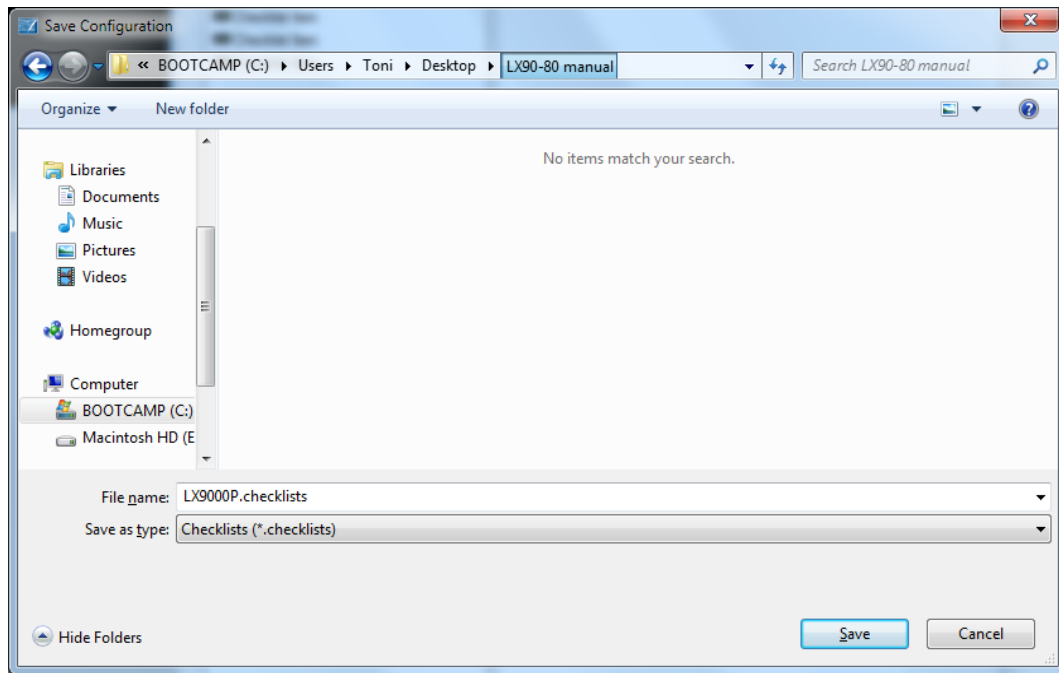 Save Configuration
« BOOTCAMP (C:) Users Toni Desktop LX90-80 manual Search LX90-80 manual
Organize New folder
No items match your search.
Libraries
Documents
Music
Pictures
Videos
Homegroup
Computer
BOOTCAMP (C:)
Macintosh HD (E
File name: LX9000P.checklists
Save as type: Checklists (*.checklists)
Hide Folders Save Cancel